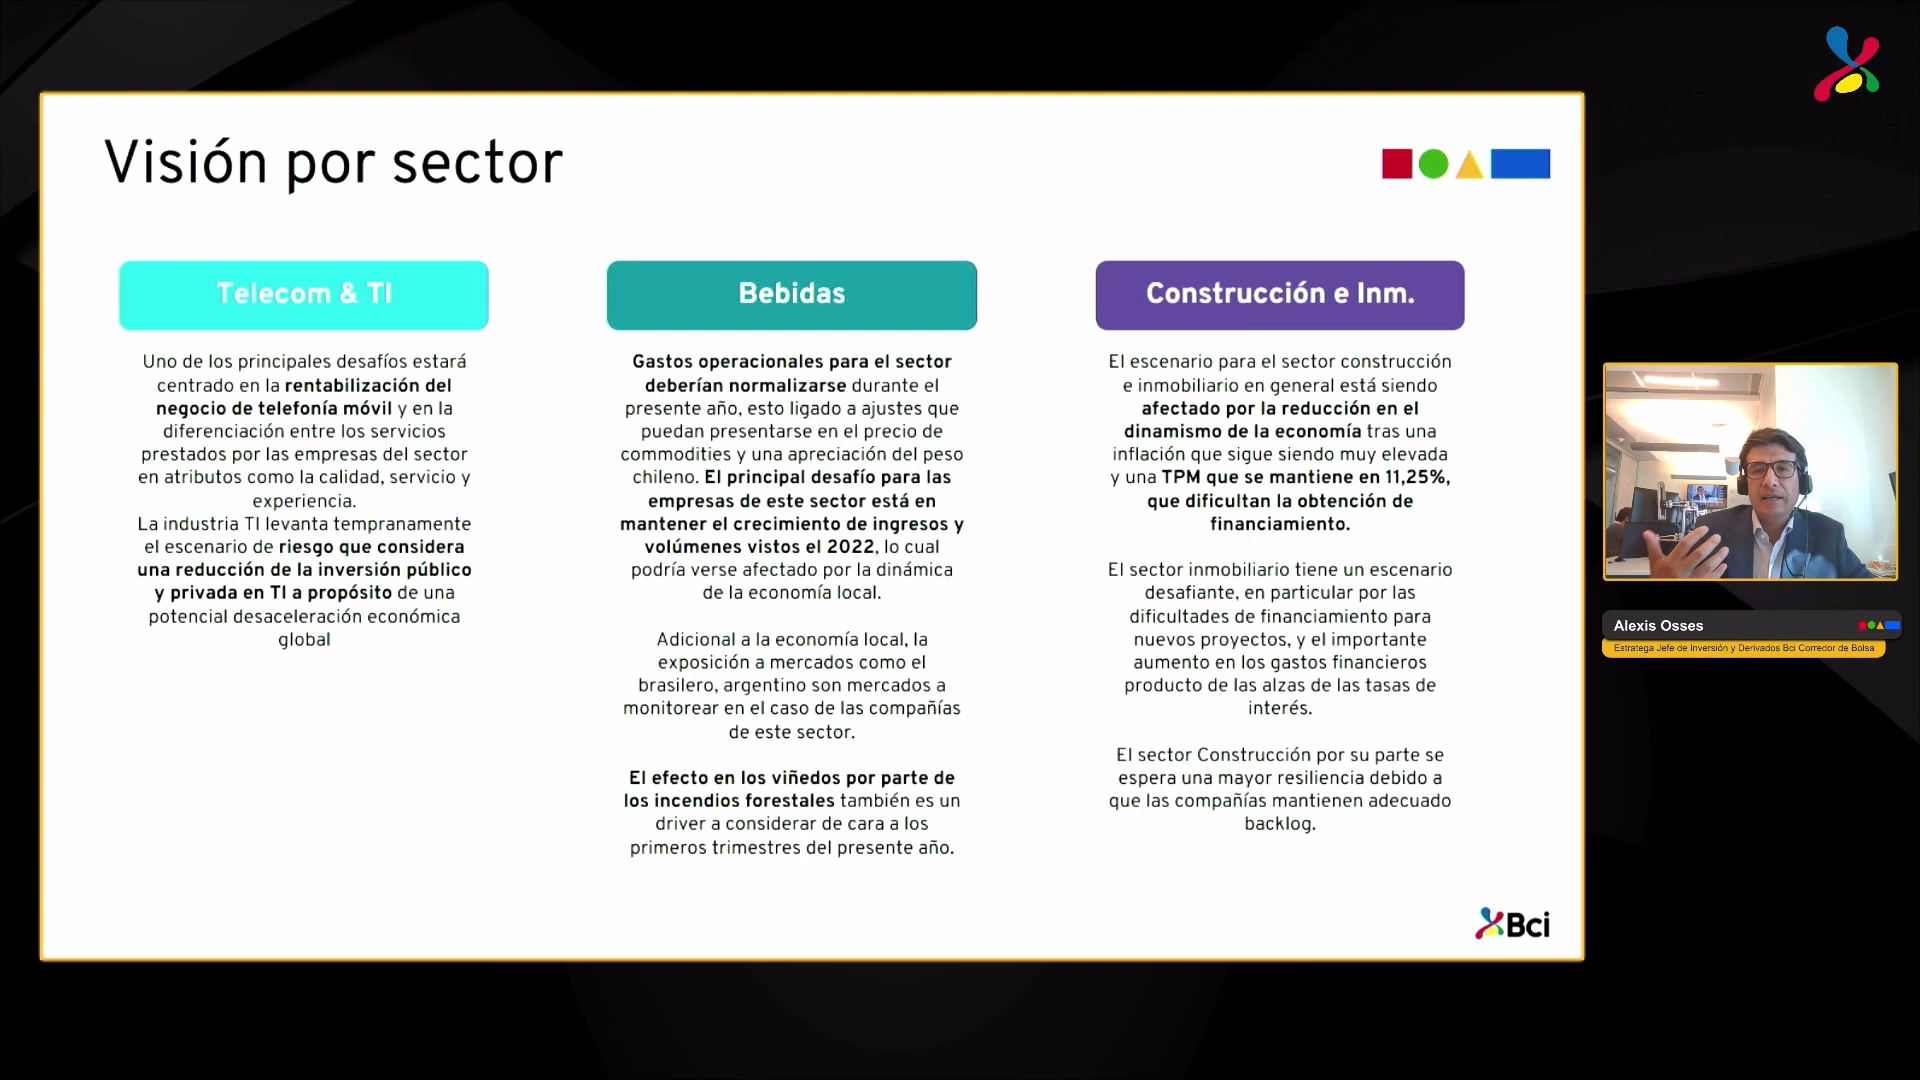 Visión por sector
Telecom & TI
Uno de los principales desafíos estará
centrado en la rentabilización del
negocio de telefonía móvil y en la
diferenciación entre los servicios
prestados por las empresas del sector
en atributos como la calidad, servicio y
experiencia.
La industria TI levanta tempranamente
el escenario de riesgo que considera
una reducción de la inversión público
y privada en TI a propósito de una
potencial desaceleración económica
global
Bebidas
Gastos operacionales para el sector
deberían normalizarse durante el
presente año, esto ligado a ajustes que
puedan presentarse en el precio de
commodities y una apreciación del peso
chileno. El principal desafío para las
empresas de este sector está en
mantener el crecimiento de ingresos y
volúmenes vistos el 2022, lo cual
podría verse afectado por la dinámica
de la economía local.
Adicional a la economía local, la
exposición a mercados como el
brasilero, argentino son mercados a
monitorear en el caso de las compañías
de este sector.
El efecto en los viñedos por parte de
los incendios forestales también es un
driver a considerar de cara a los
primeros trimestres del presente año.
Construcción e Inm.
El escenario para el sector construcción
e inmobiliario en general está siendo
afectado por la reducción en el
dinamismo de la economía tras una
inflación que sigue siendo muy elevada
y una TPM que se mantiene en 11,25%,
que dificultan la obtención de
financiamiento.
El sector inmobiliario tiene un escenario
desafiante, en particular por las
dificultades de financiamiento para
nuevos proyectos, y el importante
aumento en los gastos financieros
producto de las alzas de las tasas de
interés.
El sector Construcción por su parte se
espera una mayor resiliencia debido a
que las compañías mantienen adecuado
backlog.
Bci
Alexis Osses
Estratega Jefe de Inversión y Derivados Bci Corredor de Bolsa